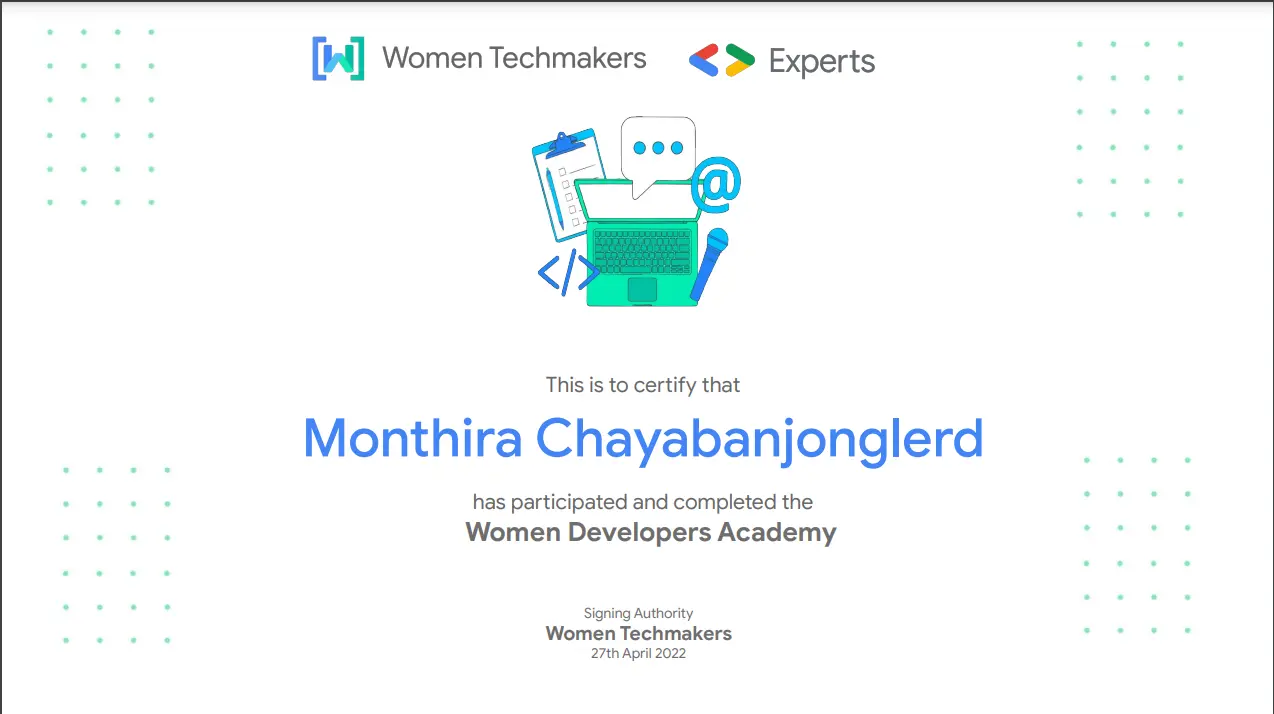 Women Techmakers Experts
This is to certify that
Monthira Chayabanjonglerd
has participated and completed the
Women Developers Academy
Signing Authority
Women Techmakers
27th April 2022